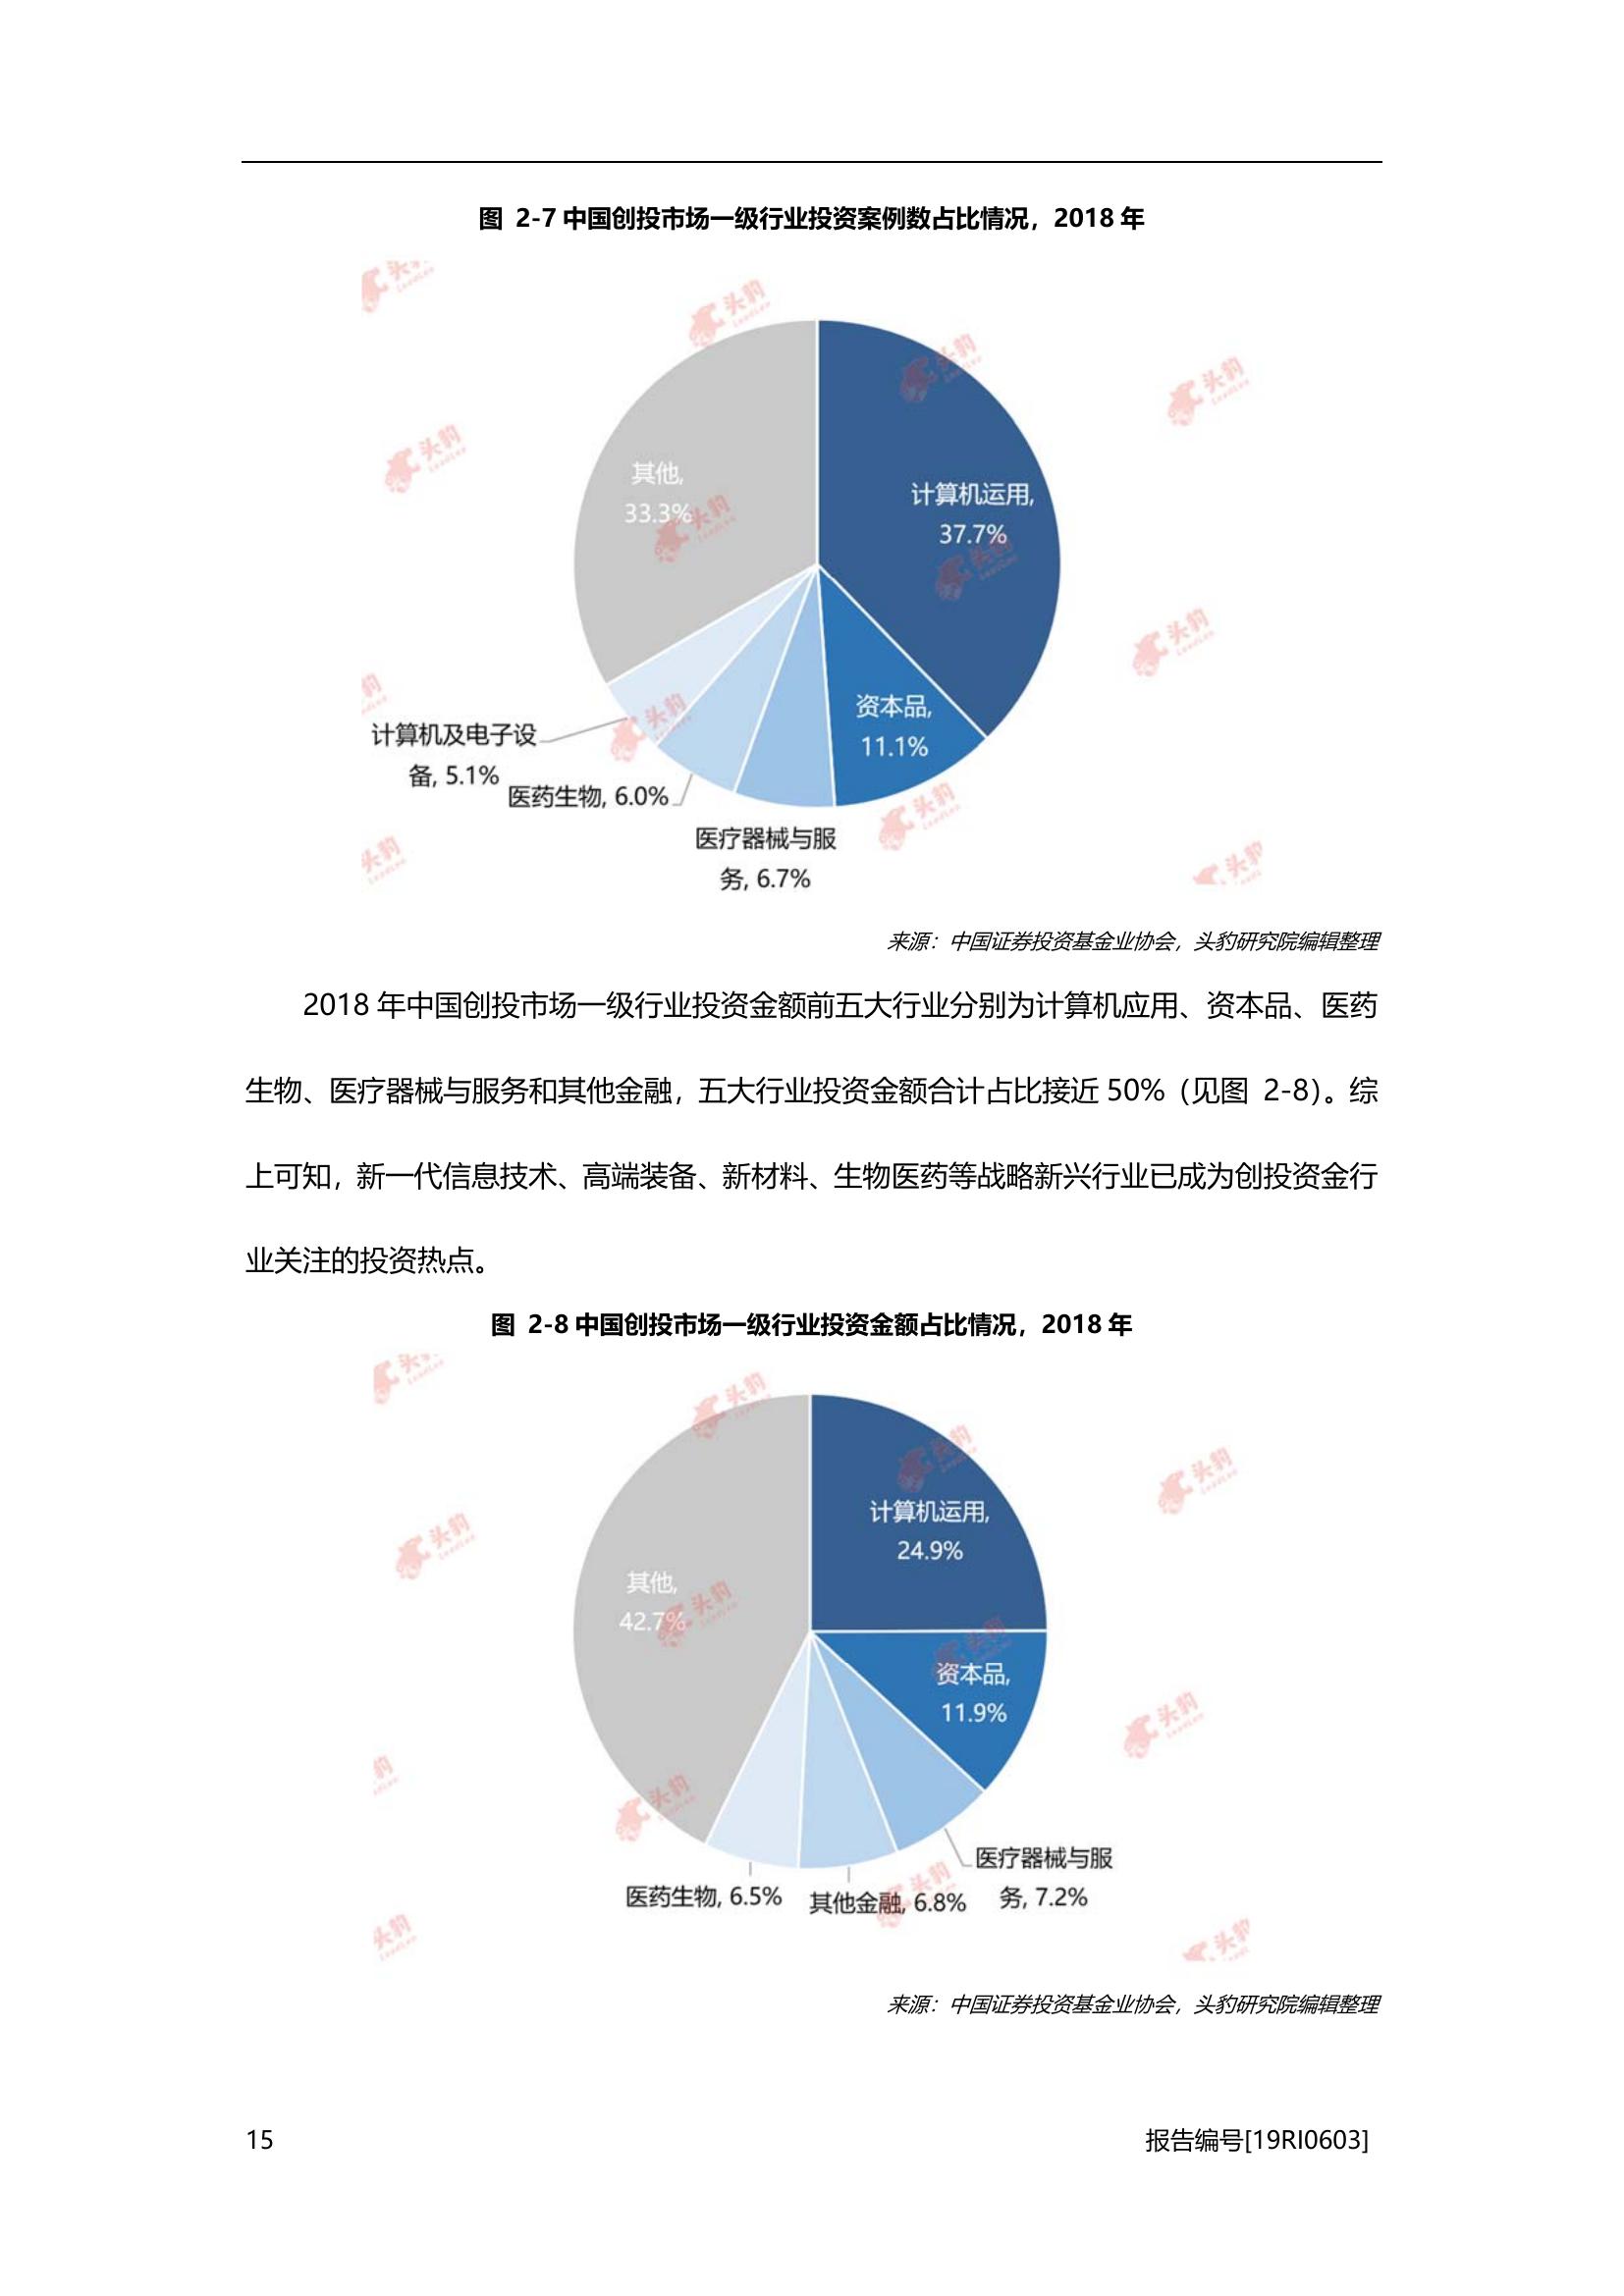 图 2-7 中国创投市场一级行业投资案例数占比情况，2018 年
头豹
LeadLeo
其他,
33.3%
计算机运用,
37.7%
资本品,
11.1%
计算机及电子设
备, 5.1%
医药生物, 6.0%
医疗器械与服
务, 6.7%
来源：中国证券投资基金业协会，头豹研究院编辑整理
2018 年中国创投市场一级行业投资金额前五大行业分别为计算机应用、资本品、医药
生物、医疗器械与服务和其他金融，五大行业投资金额合计占比接近 50%（见图 2-8）。综
上可知，新一代信息技术、高端装备、新材料、生物医药等战略新兴行业已成为创投资金行
业关注的投资热点。
图 2-8 中国创投市场一级行业投资金额占比情况，2018 年
计算机运用,
24.9%
其他,
42.7%
资本品,
11.9%
医疗器械与服
务, 7.2%
医药生物, 6.5%
其他金融, 6.8%
来源：中国证券投资基金业协会，头豹研究院编辑整理
15
报告编号[19RI0603]